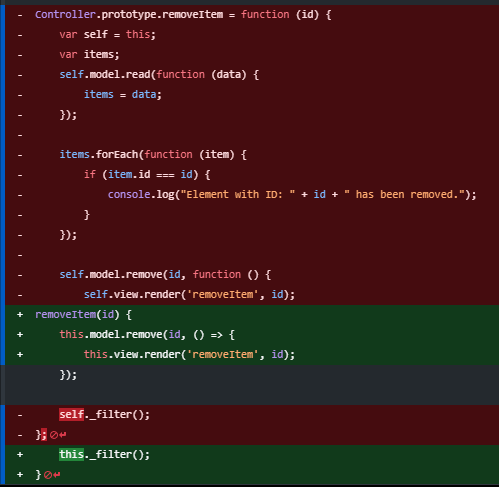 - Controller.prototype.removeItem = function (id) {
-     var self = this;
-     var items;
-     self.model.read(function (data) {
-         items = data;
-     });
-
-     items.forEach(function (item) {
-         if (item.id === id) {
-             console.log("Element with ID: " + id + " has been removed.");
-         }
-     });
-
-     self.model.remove(id, function () {
-         self.view.render('removeItem', id);
+ removeItem(id) {
+     this.model.remove(id, () => {
+         this.view.render('removeItem', id);
      });

-     self._filter();
- };
+     this._filter();
+ }